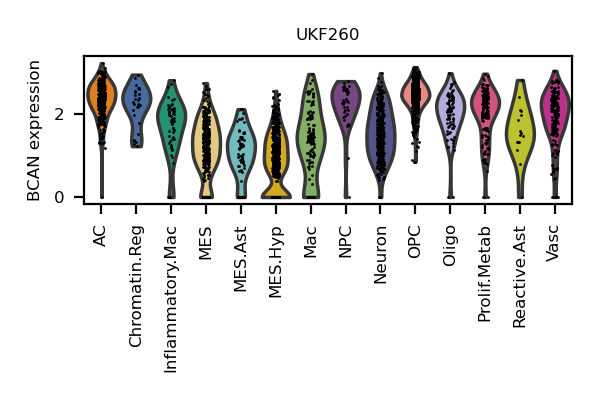 UKF260
BCAN expression
2
0
AC
Chromatin.Reg
Inflammatory.Mac
MES
MES.Ast
MES.Hyp
Mac
NPC
Neuron
OPC
Oligo
Prolif.Metab
Reactive.Ast
Vasc